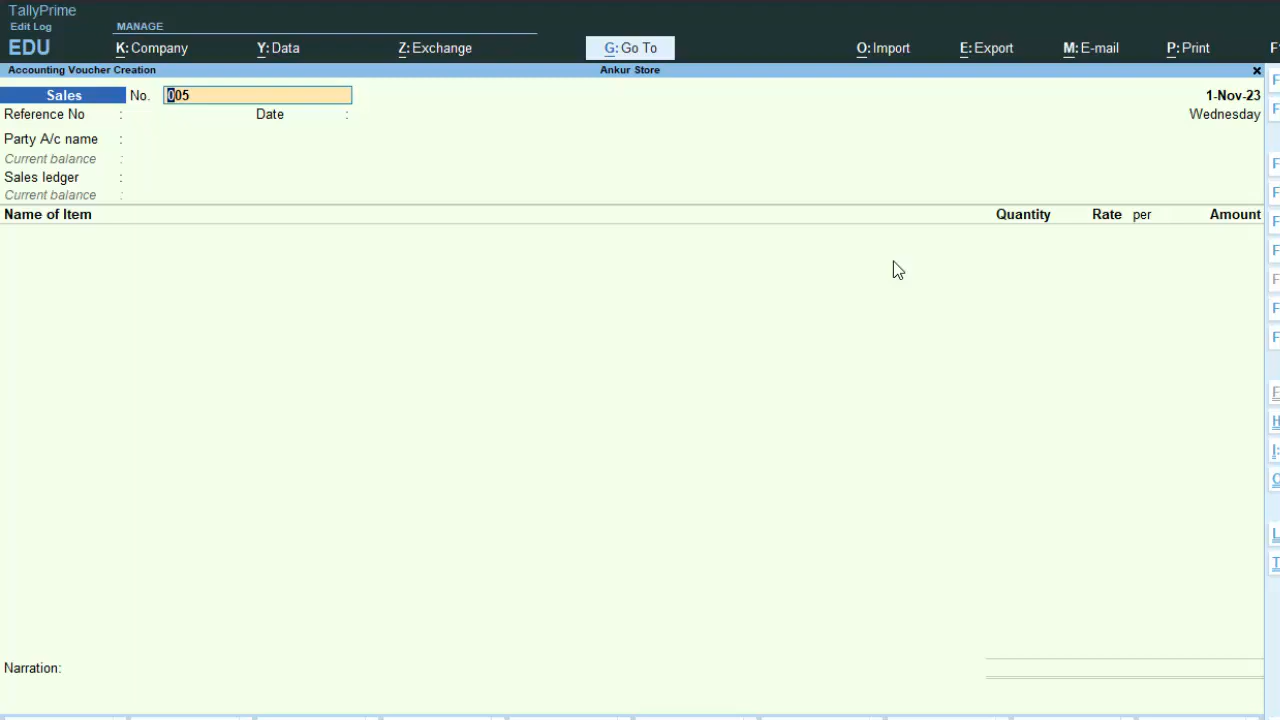 TallyPrime
Edit Log
MANAGE
EDU
K: Company Y: Data Z: Exchange G: Go To O: Import E: Export M: E-mail P: Print F
Accounting Voucher Creation Ankur Store x
Sales No. 005 1-Nov-23
Reference No : Date : Wednesday
Party A/c name :
Current balance :
Sales ledger :
Current balance :
Name of Item Quantity Rate per Amount
Narration:
F
F
F
F
F
F
F
F
F
F
H
I:
O
L
T